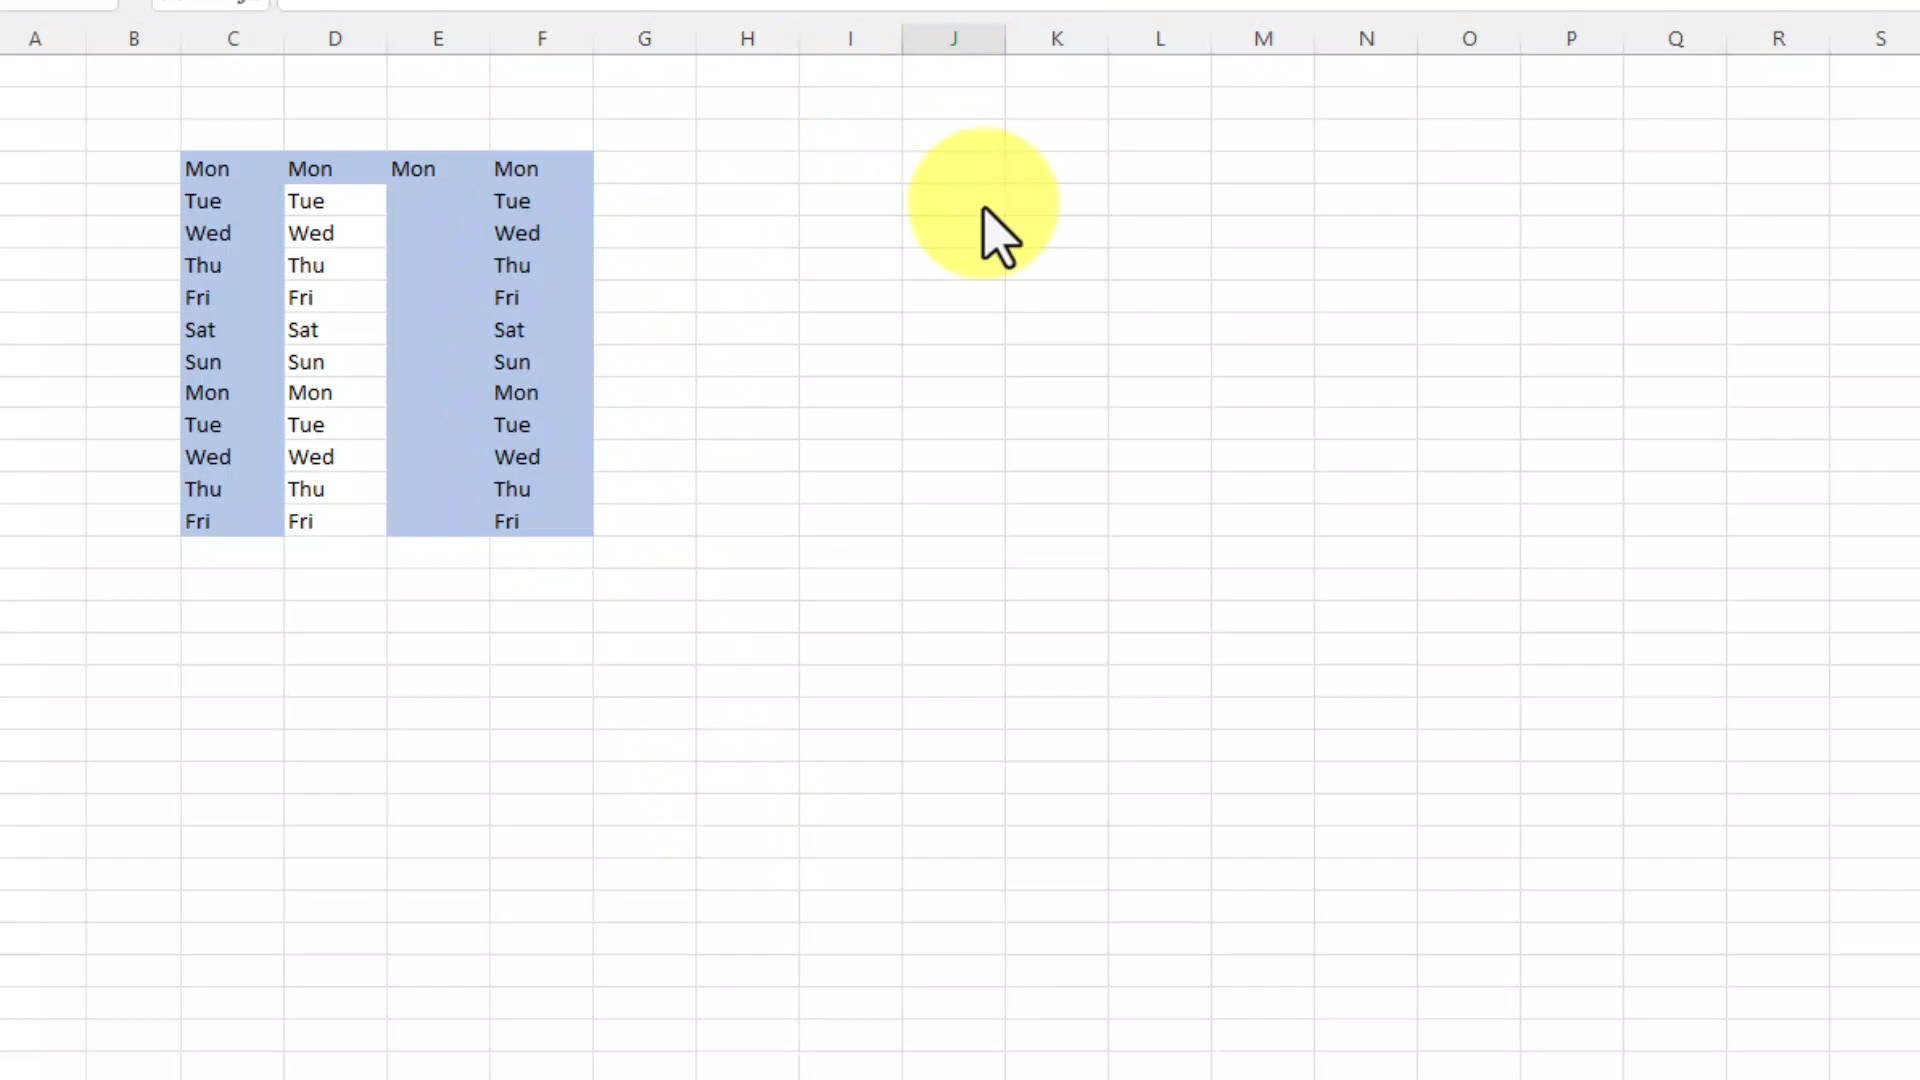 A B C D E F G H I J K L M N O P Q R S
Mon Mon Mon Mon
Tue Tue Tue
Wed Wed Wed
Thu Thu Thu
Fri Fri Fri
Sat Sat Sat
Sun Sun Sun
Mon Mon Mon
Tue Tue Tue
Wed Wed Wed
Thu Thu Thu
Fri Fri Fri